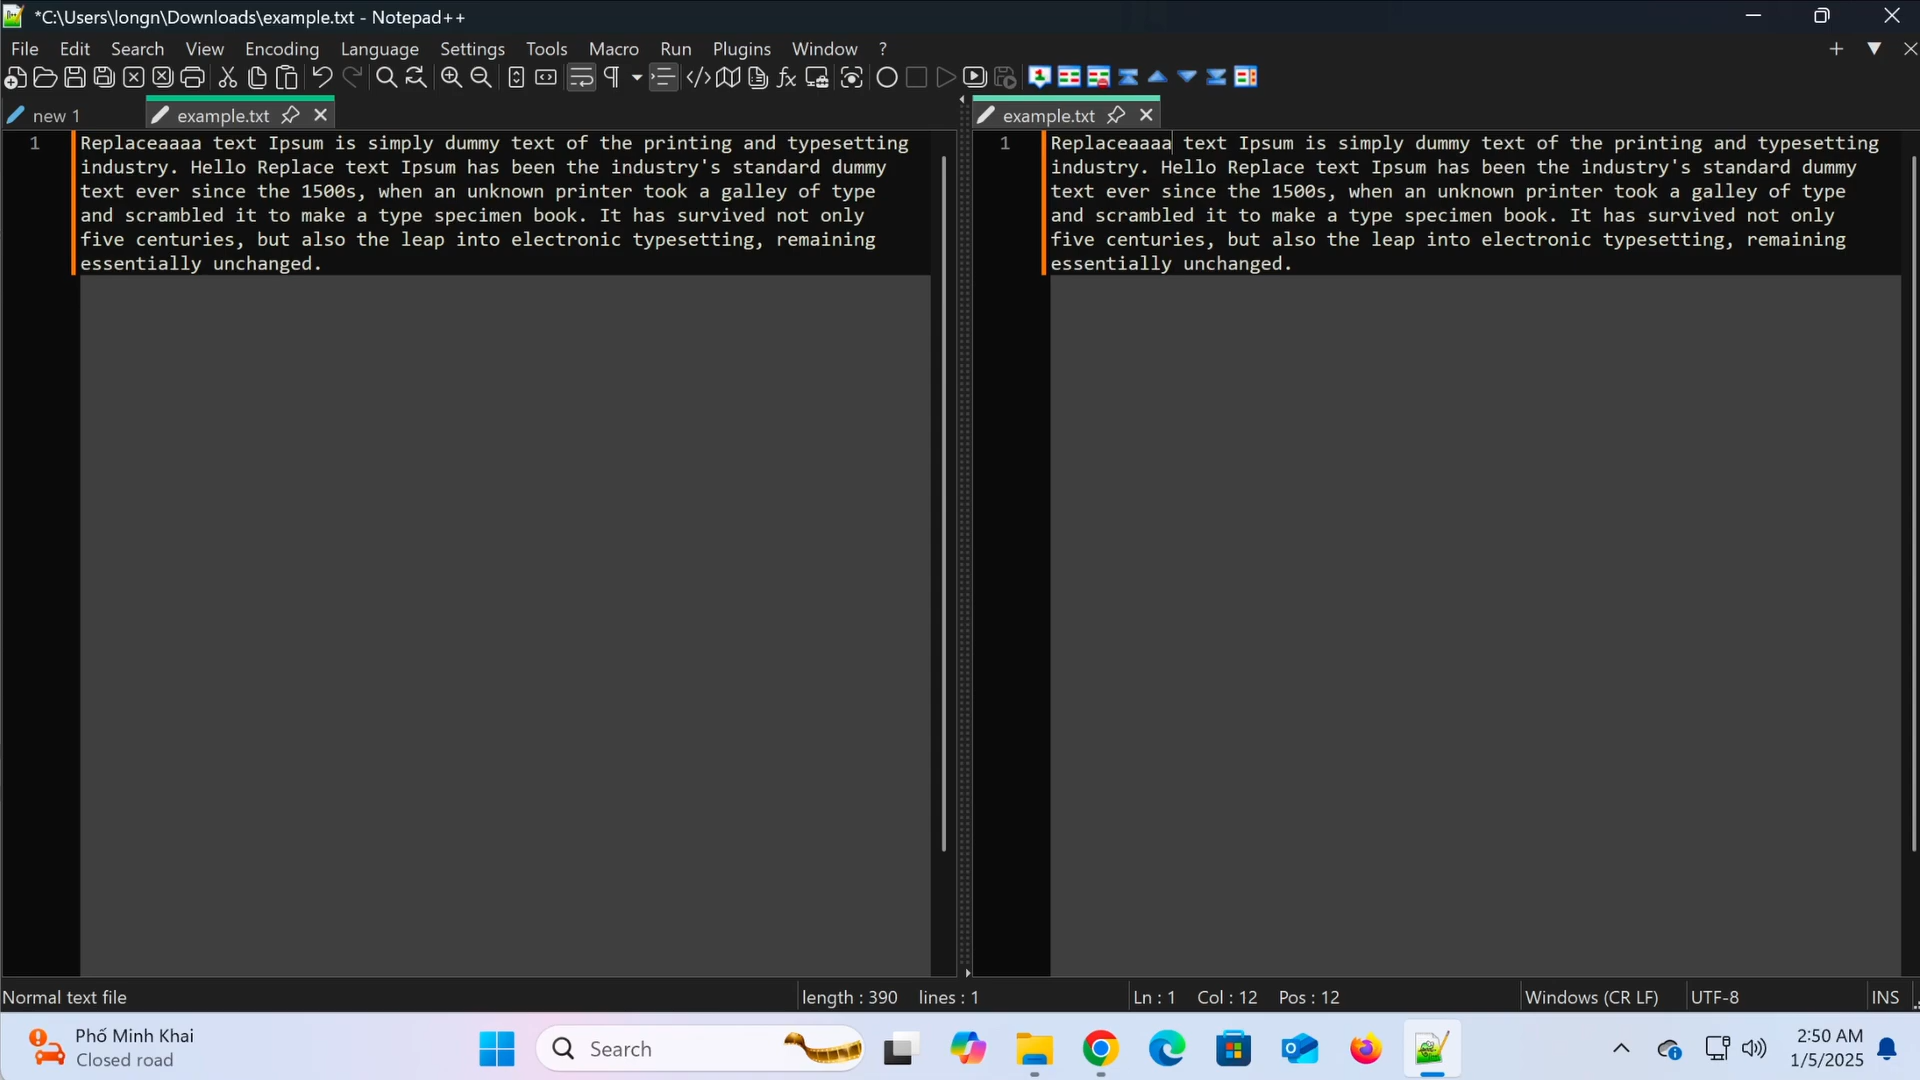 *C:\Users\longn\Downloads\example.txt - Notepad++
File Edit Search View Encoding Language Settings Tools Macro Run Plugins Window ?
new 1 example.txt
example.txt
1
Replaceaaaa text Ipsum is simply dummy text of the printing and typesetting
industry. Hello Replace text Ipsum has been the industry's standard dummy
text ever since the 1500s, when an unknown printer took a galley of type
and scrambled it to make a type specimen book. It has survived not only
five centuries, but also the leap into electronic typesetting, remaining
essentially unchanged.
1
Replaceaaaa text Ipsum is simply dummy text of the printing and typesetting
industry. Hello Replace text Ipsum has been the industry's standard dummy
text ever since the 1500s, when an unknown printer took a galley of type
and scrambled it to make a type specimen book. It has survived not only
five centuries, but also the leap into electronic typesetting, remaining
essentially unchanged.
Normal text file length : 390 lines : 1 Ln : 1 Col : 12 Pos : 12 Windows (CR LF) UTF-8 INS
Phố Minh Khai
Closed road
Search
2:50 AM
1/5/2025